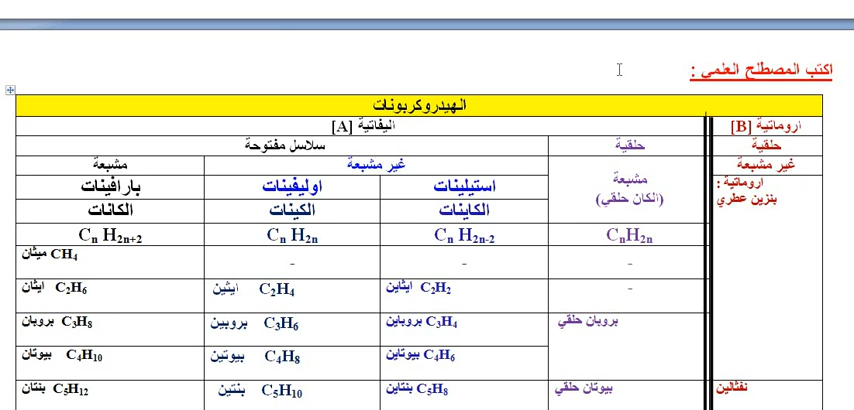 اكتب المصطلح العلمي :
الهيدروكربونات
اروماتية [B]
اليفاتية [A]
حلقية
حلقية
سلاسل مفتوحة
غير مشبعة
مشبعة
(الكان حلقي)
غير مشبعة
مشبعة
اروماتية :
بنزين عطري
استيلينات
اوليفينات
بارافينات
الكاينات
الكينات
الكانات
CnH2n
Cn H2n-2
Cn H2n
Cn H2n+2
-
-
-
CH4 ميثان
-
C2H2 ايثاين
C2H4 ايثين
C2H6 ايثان
بروبان حلقي
C3H4 بروباين
C3H6 بروبين
C3H8 بروبان
C4H6 بيوتاين
C4H8 بيوتين
C4H10 بيوتان
نفثالين
بيوتان حلقي
C5H8 بنتاين
C5H10 بنتين
C5H12 بنتان